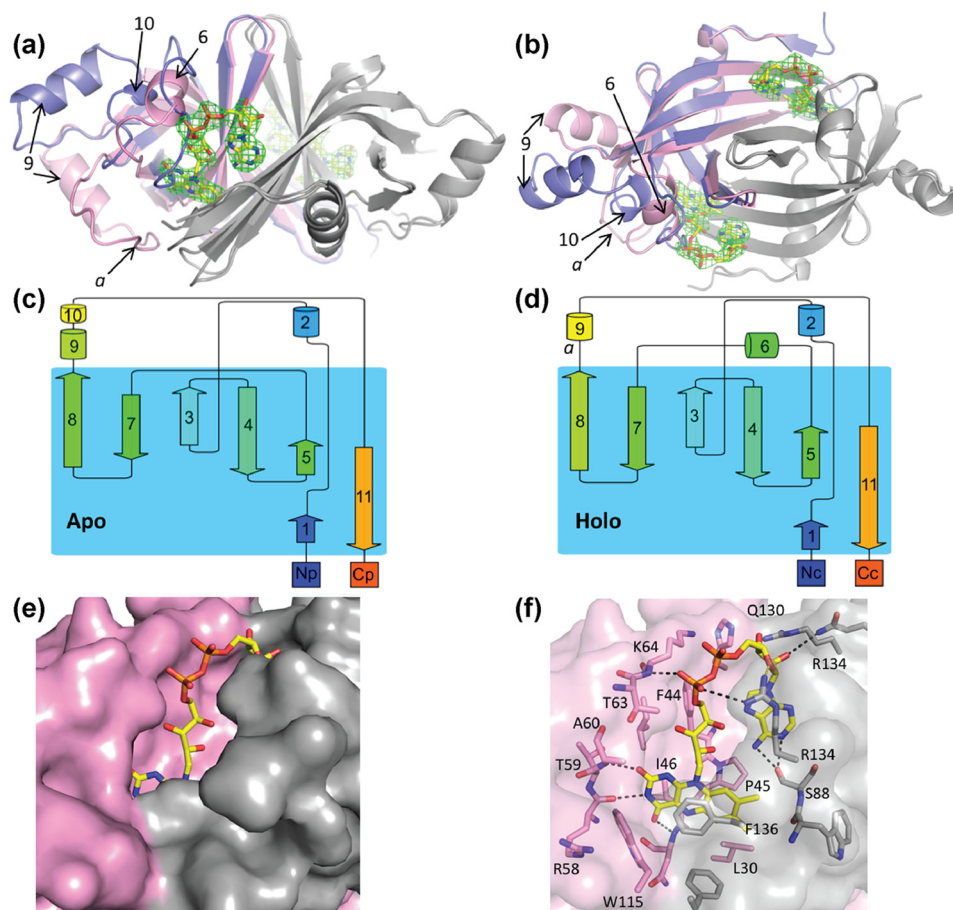 (a)
10
6
9
a
(b)
6
9
10
a
(c)
10
9
2
8
7
3
4
5
11
1
Apo
Np
Cp
(d)
9
a
2
6
8
7
3
4
5
11
1
Holo
Nc
Cc
(e)
(f)
Q130
K64
R134
T63
F44
A60
R134
T59
I46
P45
S88
F136
R58
L30
W115